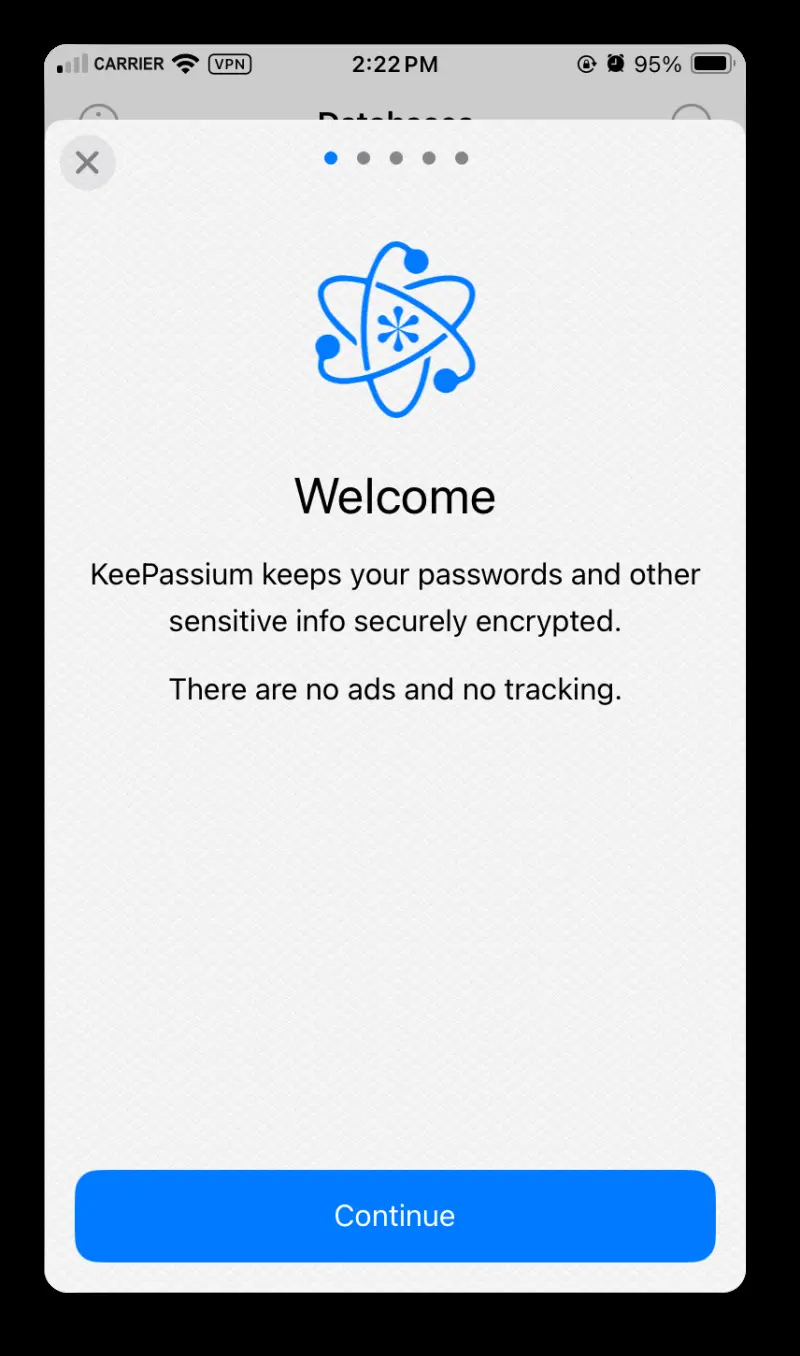 CARRIER VPN 2:22 PM 95%
Databases
Welcome
KeePassium keeps your passwords and other
sensitive info securely encrypted.
There are no ads and no tracking.
Continue